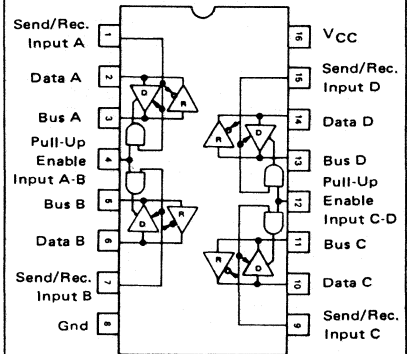 Send/Rec.
Input A
1
Data A
2
Bus A
3
Pull-Up
Enable
Input A-B
4
Bus B
5
Data B
6
Send/Rec.
Input B
7
Gnd
8
16
VCC
15
Send/Rec.
Input D
14
Data D
13
Bus D
12
Pull-Up
Enable
Input C-D
11
Bus C
10
Data C
9
Send/Rec.
Input C
D
R
D
R
R
D
R
D